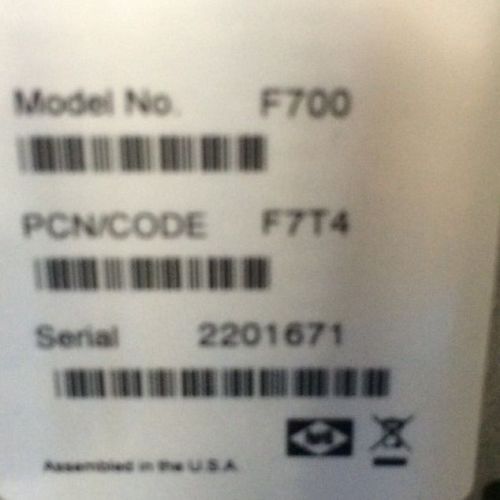 Model No. F700
PCN/CODE F7T4
Serial 2201671
Assembled in the U.S.A.